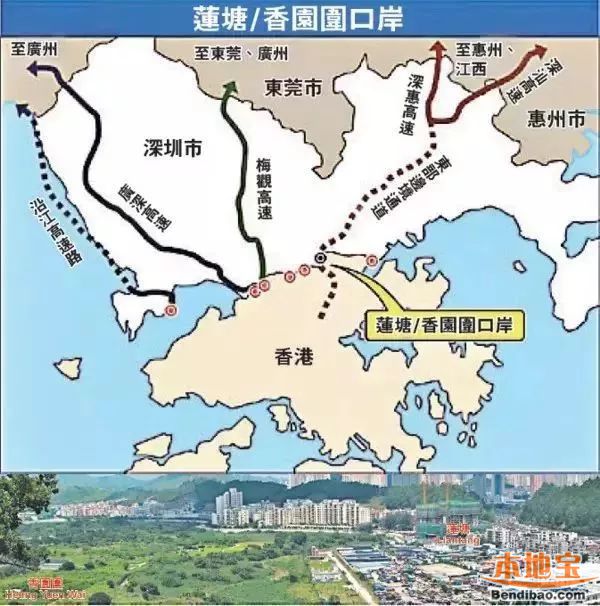 蓮塘/香園圍口岸
至廣州
至東莞、廣州
至惠州、
江西
東莞市
深惠高速
深汕高速
惠州市
深圳市
梅觀高速
廣深高速
東部過境通道
沿江高速路
蓮塘/香園圍口岸
香港
蓮塘
Liantang
香園圍
Heung Yuen Wai
本地宝
Bendibao.com